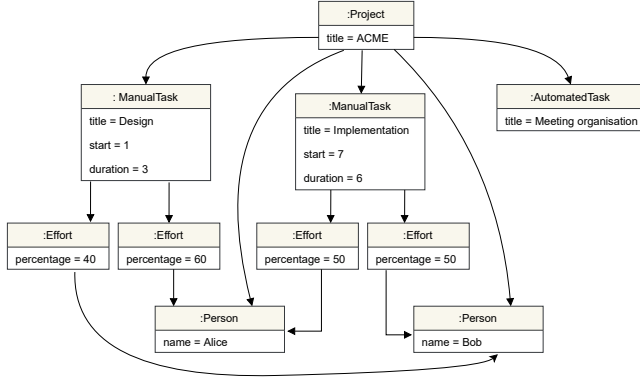 :Project
title = ACME
: ManualTask
title = Design
start = 1
duration = 3
:ManualTask
title = Implementation
start = 7
duration = 6
:AutomatedTask
title = Meeting organisation
:Effort
percentage = 40
:Effort
percentage = 60
:Effort
percentage = 50
:Effort
percentage = 50
:Person
name = Alice
:Person
name = Bob